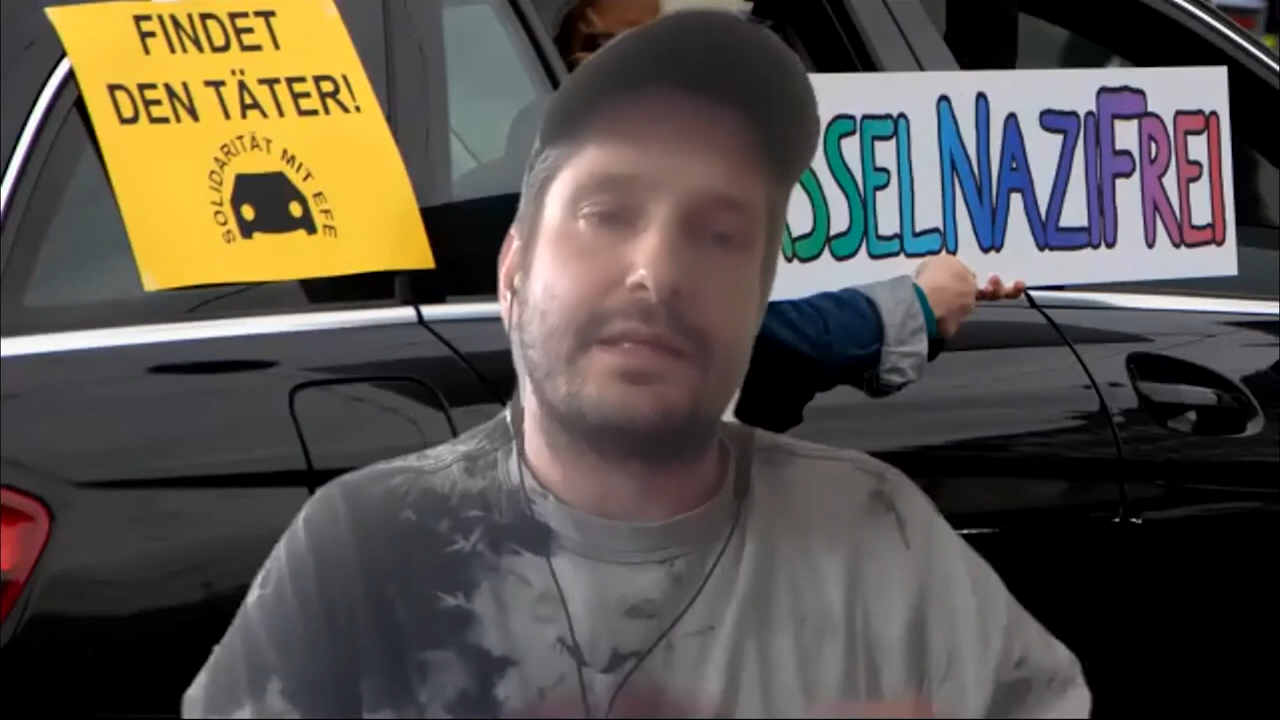 FINDET
DEN TÄTER!
SOLIDARITÄT MIT EFE
SSEL NAZIFREI